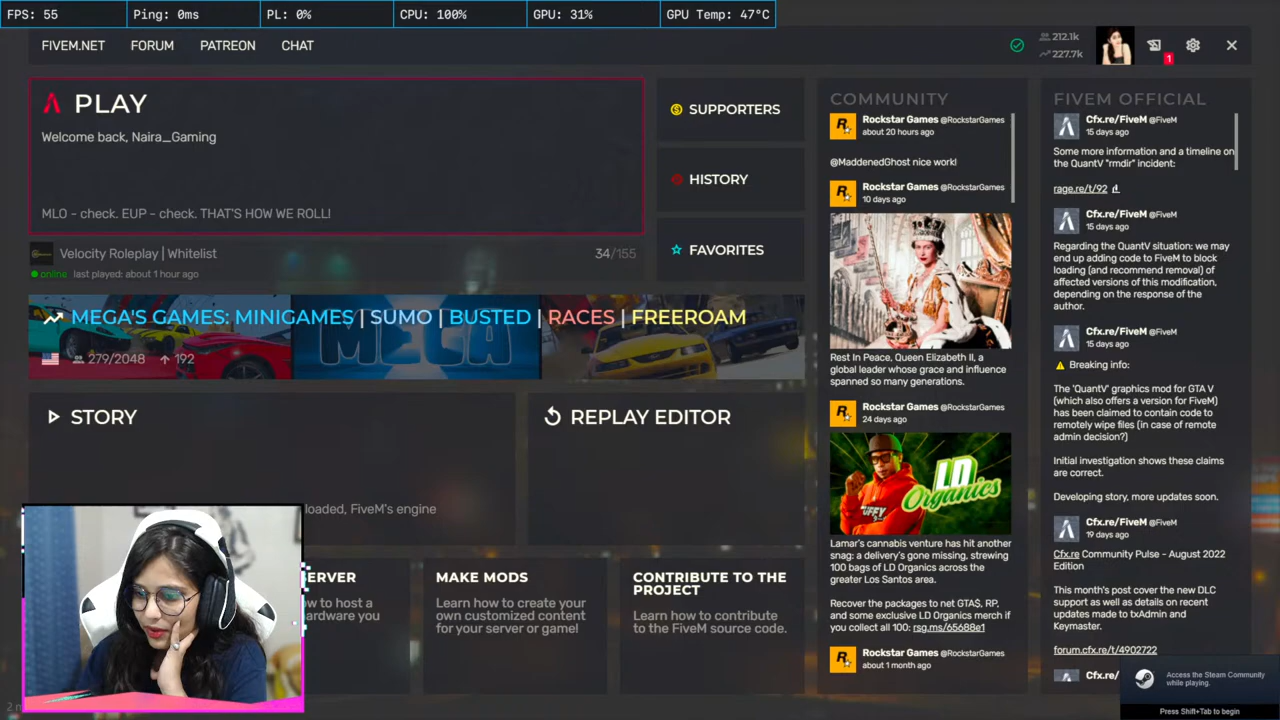 FPS: 55
Ping: 0ms
PL: 0%
CPU: 100%
GPU: 31%
GPU Temp: 47°C
FIVEM.NET
FORUM
PATREON
CHAT
212.1k
227.7k
1
PLAY
Welcome back, Naira_Gaming
MLO - check. EUP - check. THAT'S HOW WE ROLL!
Velocity Roleplay | Whitelist
34/155
online last played: about 1 hour ago
SUPPORTERS
HISTORY
FAVORITES
MEGA'S GAMES: MINIGAMES | SUMO | BUSTED | RACES | FREEROAM
MEGA
279/2048
192
STORY
loaded, FiveM's engine
REPLAY EDITOR
ERVER
w to host a
hardware you
MAKE MODS
Learn how to create your
own customized content
for your server or game!
CONTRIBUTE TO THE
PROJECT
Learn how to contribute
to the FiveM source code.
COMMUNITY
Rockstar Games @RockstarGames
about 20 hours ago
@MaddenedGhost nice work!
Rockstar Games @RockstarGames
10 days ago
Rest In Peace, Queen Elizabeth II, a
global leader whose grace and influence
spanned so many generations.
Rockstar Games @RockstarGames
24 days ago
LD
Organics
Lamar's cannabis venture has hit another
snag: a delivery's gone missing, strewing
100 bags of LD Organics across the
greater Los Santos area.
Recover the packages to net GTA$, RP,
and some exclusive LD Organics merch if
you collect all 100: rsg.ms/65688e1
Rockstar Games @RockstarGames
about 1 month ago
FIVEM OFFICIAL
Cfx.re/FiveM @FiveM
15 days ago
Some more information and a timeline on
the QuantV "rmdir" incident:
rage.re/t/92
Cfx.re/FiveM @FiveM
15 days ago
Regarding the QuantV situation: we may
end up adding code to FiveM to block
loading (and recommend removal) of
affected versions of this modification,
depending on the response of the
author.
Cfx.re/FiveM @FiveM
15 days ago
Breaking info:
The 'QuantV' graphics mod for GTA V
(which also offers a version for FiveM)
has been claimed to contain code to
remotely wipe files (in case of remote
admin decision?)
Initial investigation shows these claims
are correct.
Developing story, more updates soon.
Cfx.re/FiveM @FiveM
19 days ago
Cfx.re Community Pulse - August 2022
Edition
This month's post cover the new DLC
support as well as details on recent
updates made to txAdmin and
Keymaster.
forum.cfx.re/t/4902722
Cfx.re/
Access the Steam Community
while playing.
Press Shift+Tab to begin